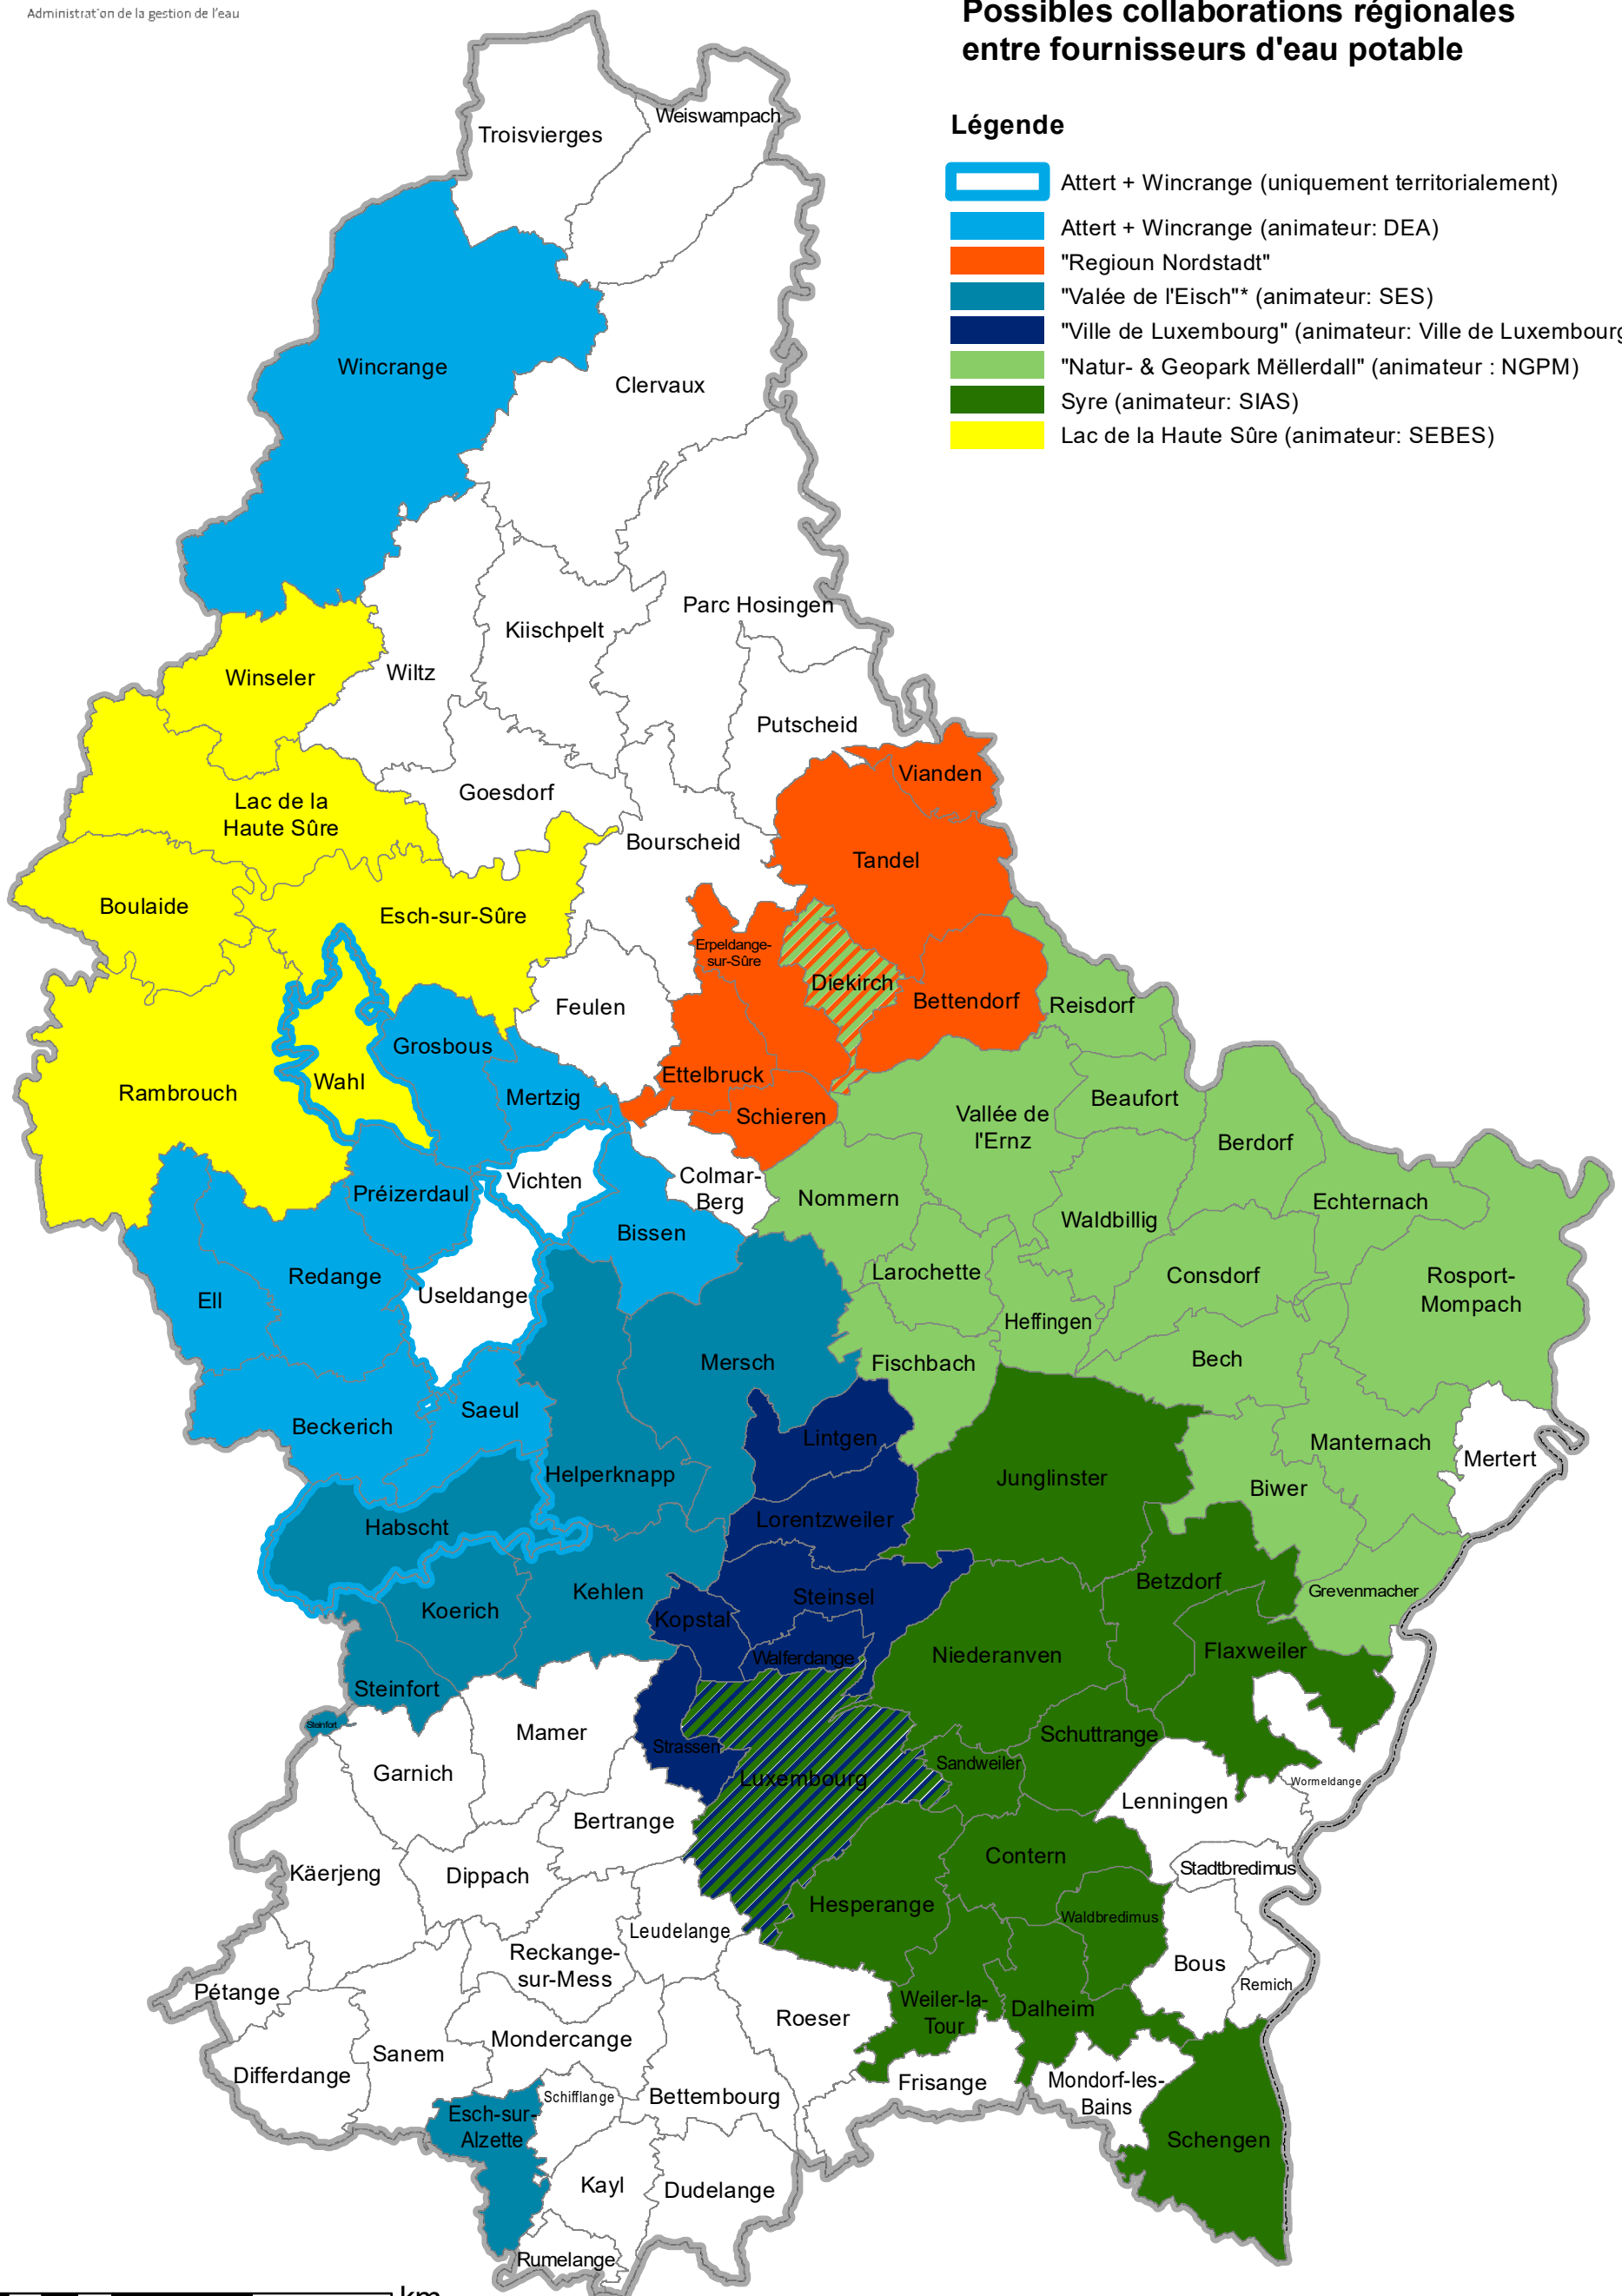 Administration de la gestion de l'eau
Possibles collaborations régionales
entre fournisseurs d'eau potable
Légende
Attert + Wincrange (uniquement territorialement)
Attert + Wincrange (animateur: DEA)
"Regioun Nordstadt"
"Valée de l'Eisch"* (animateur: SES)
"Ville de Luxembourg" (animateur: Ville de Luxembourg
"Natur- & Geopark Mëllerdall" (animateur : NGPM)
Syre (animateur: SIAS)
Lac de la Haute Sûre (animateur: SEBES)
Troisvierges
Weiswampach
Wincrange
Clervaux
Parc Hosingen
Kiischpelt
Wiltz
Winseler
Putscheid
Vianden
Goesdorf
Lac de la
Haute Sûre
Bourscheid
Tandel
Boulaide
Esch-sur-Sûre
Erpeldange-
sur-Sûre
Diekirch
Bettendorf
Reisdorf
Feulen
Grosbous
Wahl
Rambrouch
Mertzig
Ettelbruck
Schieren
Vallée de
l'Ernz
Beaufort
Berdorf
Echternach
Vichten
Colmar-
Berg
Préizerdaul
Nommern
Waldbillig
Bissen
Larochette
Consdorf
Rosport-
Mompach
Redange
Ell
Useldange
Heffingen
Mersch
Fischbach
Bech
Saeul
Beckerich
Lintgen
Manternach
Mertert
Helperknapp
Junglinster
Biwer
Habscht
Lorentzweiler
Betzdorf
Grevenmacher
Kehlen
Steinsel
Koerich
Kopstal
Walferdange
Niederanven
Flaxweiler
Steinfort
Steinfort
Mamer
Strassen
Schuttrange
Sandweiler
Garnich
Luxembourg
Wormeldange
Lenningen
Bertrange
Contern
Stadtbredimus
Käerjeng
Dippach
Hesperange
Waldbredimus
Leudelange
Reckange-
sur-Mess
Bous
Remich
Pétange
Weiler-la-
Tour
Dalheim
Roeser
Mondercange
Sanem
Differdange
Frisange
Mondorf-les-
Bains
Schifflange
Bettembourg
Esch-sur-
Alzette
Schengen
Kayl
Dudelange
Rumelange
km